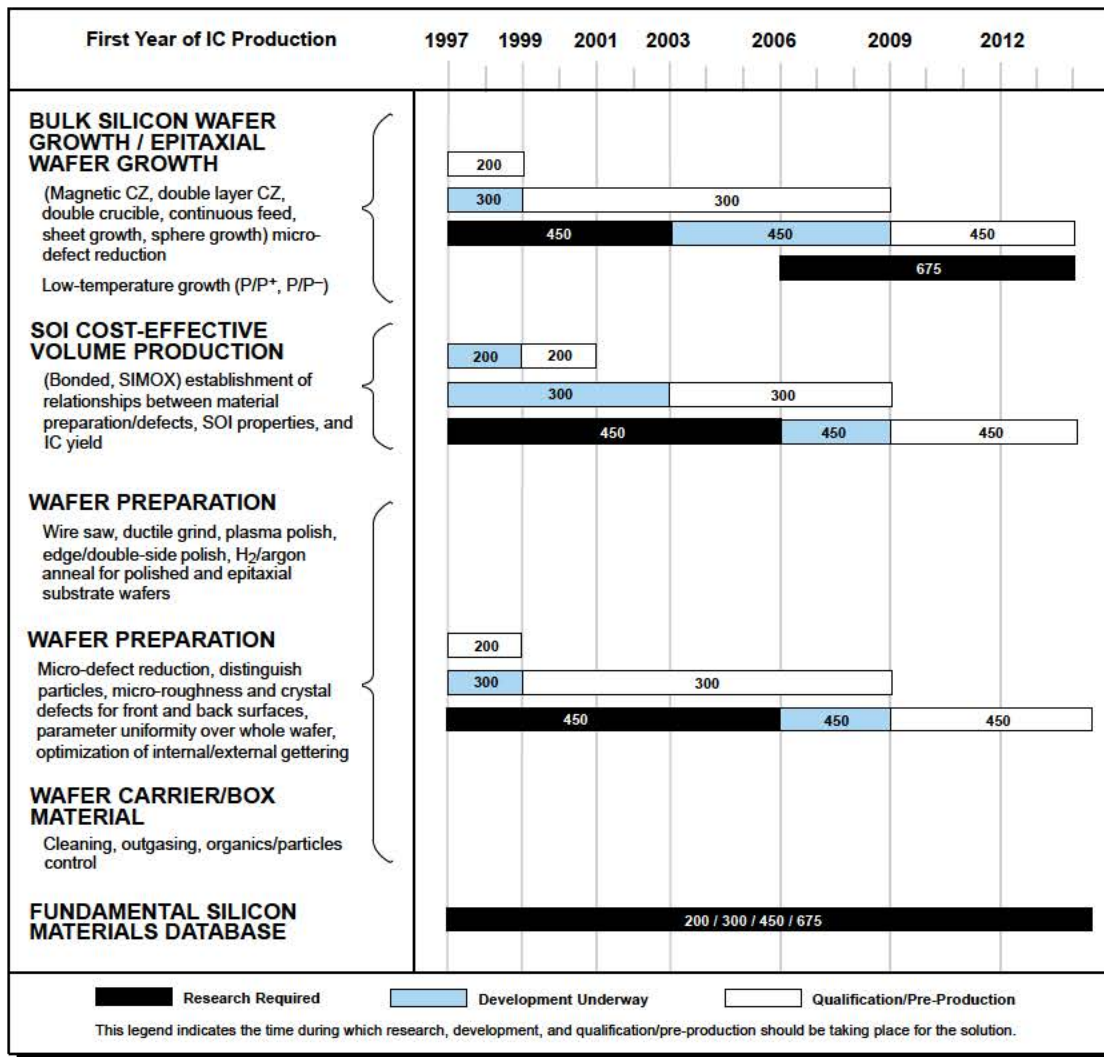 First Year of IC Production
1997 1999 2001 2003 2006 2009 2012
BULK SILICON WAFER
GROWTH / EPITAXIAL
WAFER GROWTH
(Magnetic CZ, double layer CZ,
double crucible, continuous feed,
sheet growth, sphere growth) micro-
defect reduction
Low-temperature growth (P/P+, P/P–)
200
300 300
450 450 450
675
SOI COST-EFFECTIVE
VOLUME PRODUCTION
(Bonded, SIMOX) establishment of
relationships between material
preparation/defects, SOI properties, and
IC yield
200 200
300 300
450 450 450
WAFER PREPARATION
Wire saw, ductile grind, plasma polish,
edge/double-side polish, H2/argon
anneal for polished and epitaxial
substrate wafers
WAFER PREPARATION
Micro-defect reduction, distinguish
particles, micro-roughness and crystal
defects for front and back surfaces,
parameter uniformity over whole wafer,
optimization of internal/external gettering
200
300 300
450 450 450
WAFER CARRIER/BOX
MATERIAL
Cleaning, outgasing, organics/particles
control
FUNDAMENTAL SILICON
MATERIALS DATABASE
200 / 300 / 450 / 675
Research Required Development Underway Qualification/Pre-Production
This legend indicates the time during which research, development, and qualification/pre-production should be taking place for the solution.